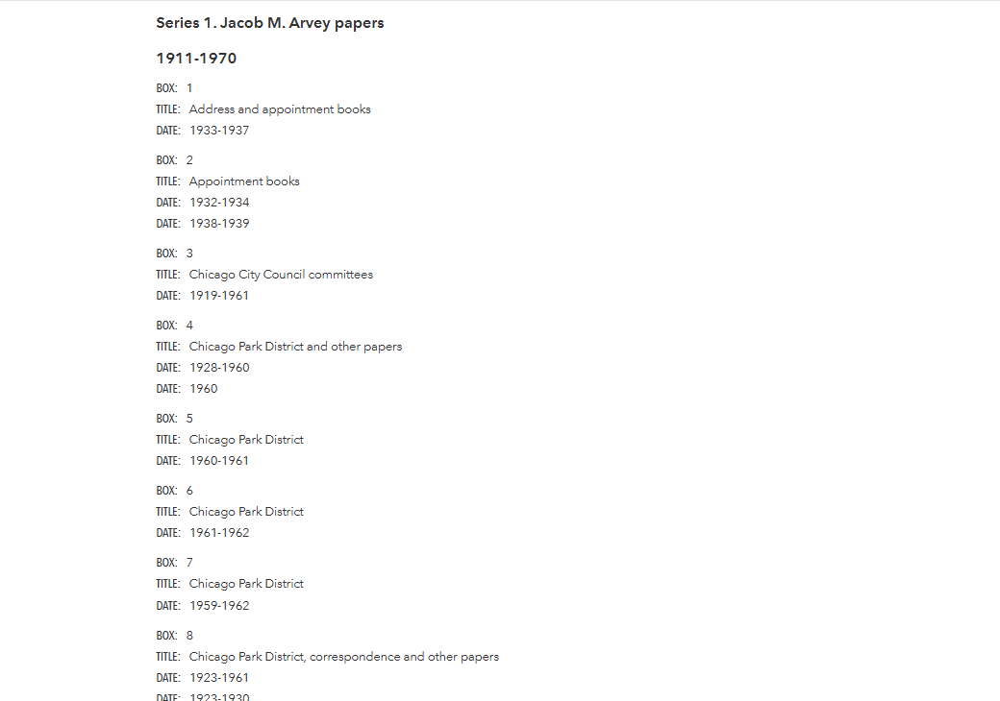 Series 1. Jacob M. Arvey papers
1911-1970
BOX: 1
TITLE: Address and appointment books
DATE: 1933-1937
BOX: 2
TITLE: Appointment books
DATE: 1932-1934
DATE: 1938-1939
BOX: 3
TITLE: Chicago City Council committees
DATE: 1919-1961
BOX: 4
TITLE: Chicago Park District and other papers
DATE: 1928-1960
DATE: 1960
BOX: 5
TITLE: Chicago Park District
DATE: 1960-1961
BOX: 6
TITLE: Chicago Park District
DATE: 1961-1962
BOX: 7
TITLE: Chicago Park District
DATE: 1959-1962
BOX: 8
TITLE: Chicago Park District, correspondence and other papers
DATE: 1923-1961
DATE: 1923-1930